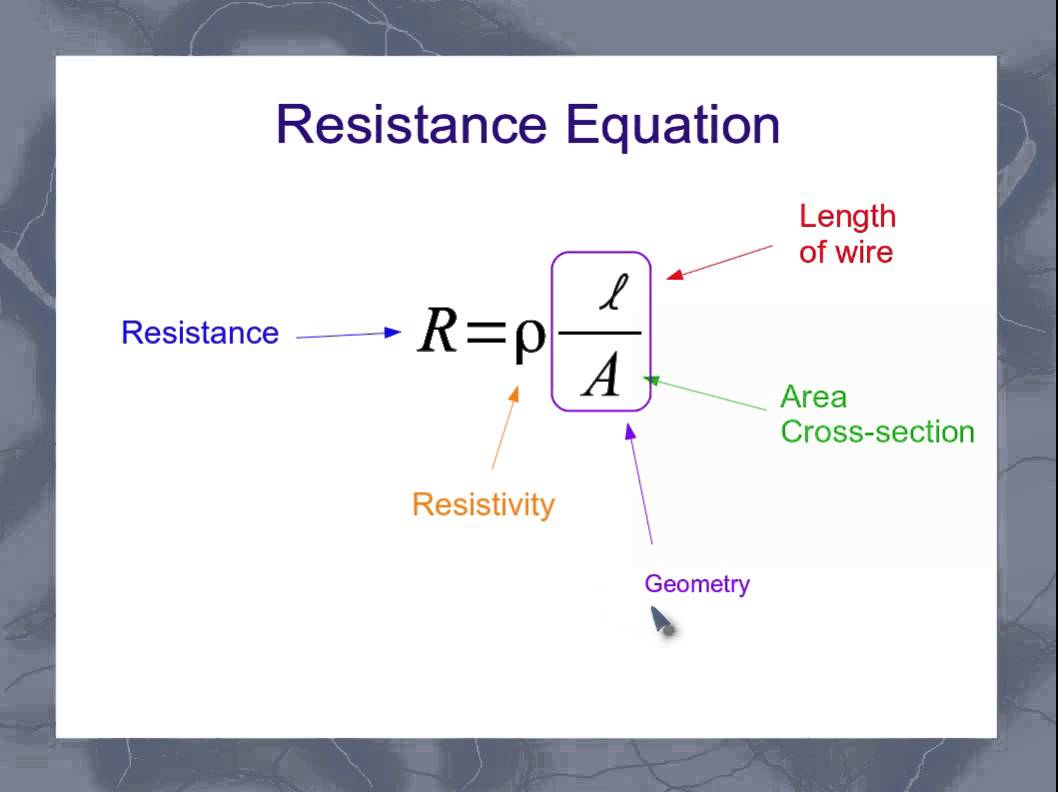 Resistance Equation
Length
of wire
Resistance
R=ρ ℓ/A
Area
Cross-section
Resistivity
Geometry